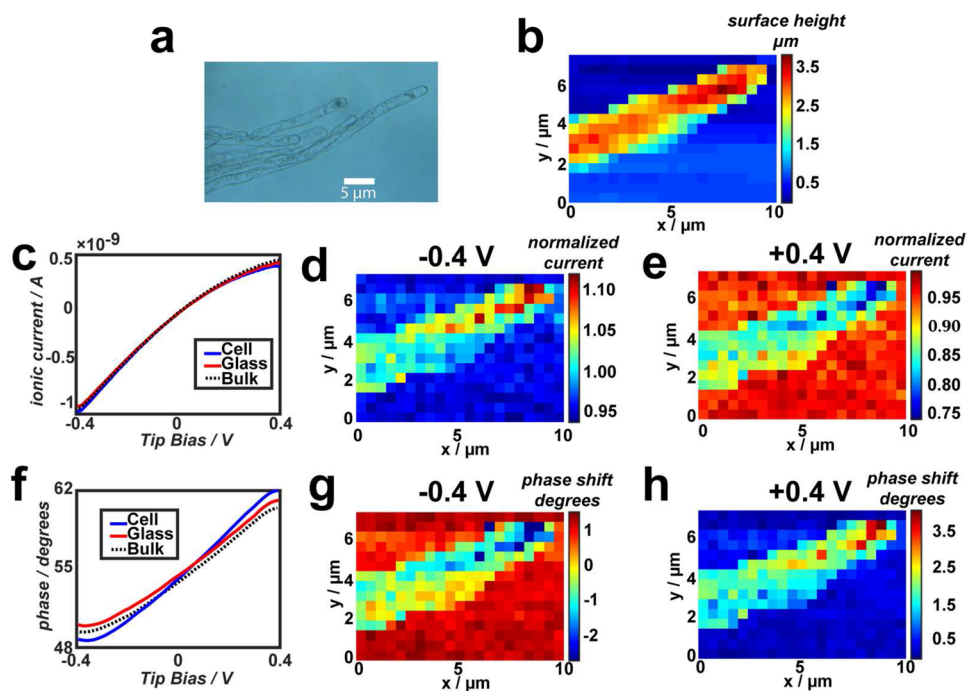 a
5 µm
b
surface height
µm
3.5
2.5
1.5
0.5
y / µm
6
4
2
0
0
5
10
x / µm
c
×10⁻⁹
ionic current / A
0.5
0
-0.5
-1
Cell
Glass
Bulk
-0.4
0
0.4
Tip Bias / V
d
-0.4 V
normalized
current
1.10
1.05
1.00
0.95
y / µm
6
4
2
0
0
5
10
x / µm
e
+0.4 V
normalized
current
0.95
0.90
0.85
0.80
0.75
y / µm
6
4
2
0
0
5
10
x / µm
f
phase / degrees
62
55
48
Cell
Glass
Bulk
-0.4
0
0.4
Tip Bias / V
g
-0.4 V
phase shift
degrees
1
0
-1
-2
y / µm
6
4
2
0
0
5
10
x / µm
h
+0.4 V
phase shift
degrees
3.5
2.5
1.5
0.5
y / µm
6
4
2
0
0
5
10
x / µm